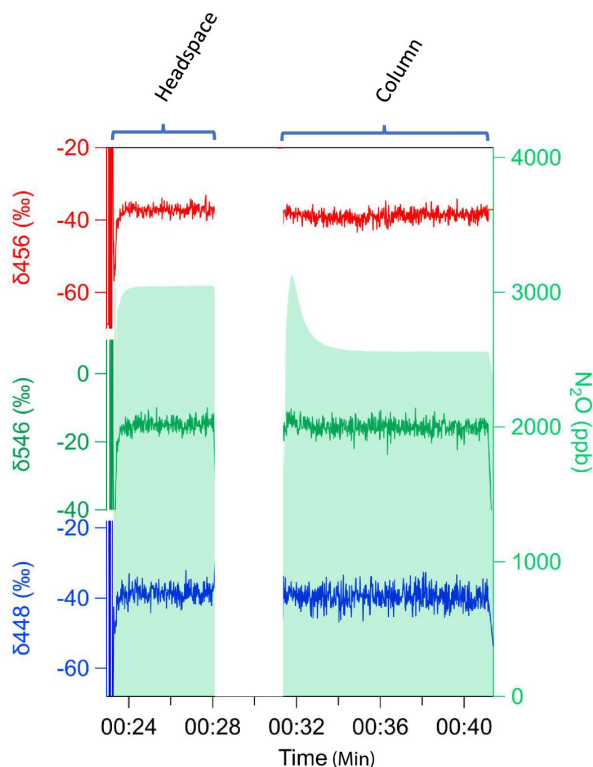 Headspace
Column
δ456 (‰)
-20
-40
-60
δ546 (‰)
0
-20
-40
δ448 (‰)
-20
-40
-60
4000
3000
2000
1000
0
N₂O (ppb)
00:24 00:28 00:32 00:36 00:40
Time (Min)